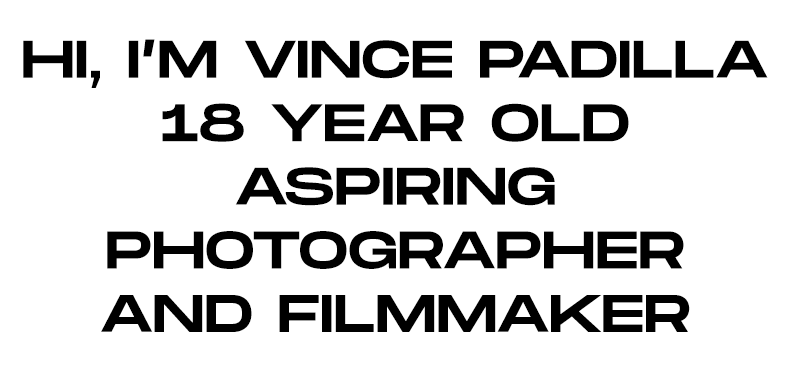 HI, I'M VINCE PADILLA
18 YEAR OLD
ASPIRING
PHOTOGRAPHER
AND FILMMAKER